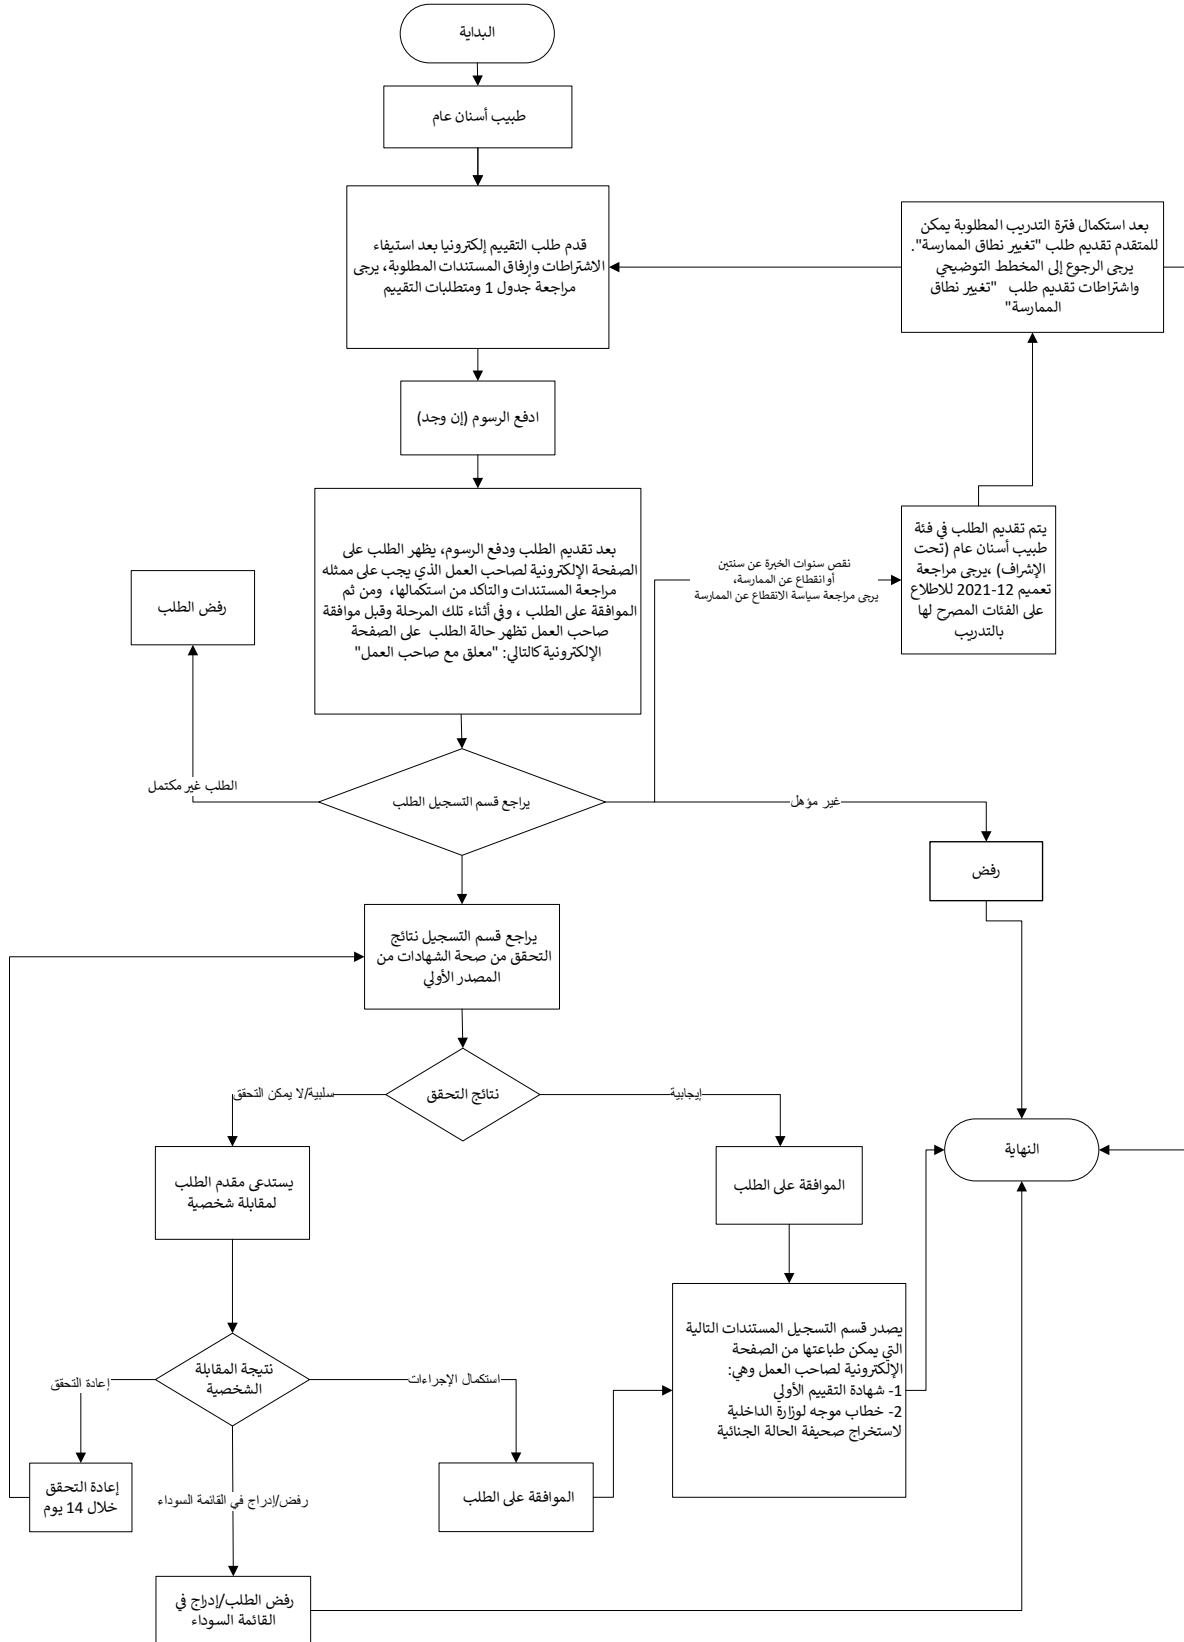 البداية
طبيب أسنان عام
قدم طلب التقييم إلكترونيا بعد استيفاء
الاشتراطات وإرفاق المستندات المطلوبة، يرجى
مراجعة جدول 1 ومتطلبات التقييم
بعد استكمال فترة التدريب المطلوبة يمكن
للمتقدم تقديم طلب "تغيير نطاق الممارسة".
يرجى الرجوع إلى المخطط التوضيحي
واشتراطات تقديم طلب "تغيير نطاق
الممارسة"
ادفع الرسوم (إن وجد)
بعد تقديم الطلب ودفع الرسوم، يظهر الطلب على
الصفحة الإلكترونية لصاحب العمل الذي يجب على ممثله
مراجعة المستندات والتاكد من استكمالها، ومن ثم
الموافقة على الطلب ، وفي أثناء تلك المرحلة وقبل موافقة
صاحب العمل تظهر حالة الطلب على الصفحة
الإلكترونية كالتالي: "معلق مع صاحب العمل"
نقص سنوات الخبرة عن سنتين
أو انقطاع عن الممارسة،
يرجى مراجعة سياسة الانقطاع عن الممارسة
يتم تقديم الطلب في فئة
طبيب أسنان عام (تحت
الإشراف) ،يرجى مراجعة
تعميم 12-2021 للاطلاع
على الفئات المصرح لها
بالتدريب
رفض الطلب
الطلب غير مكتمل
يراجع قسم التسجيل الطلب
غير مؤهل
رفض
يراجع قسم التسجيل نتائج
التحقق من صحة الشهادات من
المصدر الأولي
نتائج التحقق
سلبية/لا يمكن التحقق
إيجابية
النهاية
يستدعى مقدم الطلب
لمقابلة شخصية
الموافقة على الطلب
يصدر قسم التسجيل المستندات التالية
التي يمكن طباعتها من الصفحة
الإلكترونية لصاحب العمل وهي:
1- شهادة التقييم الأولي
2- خطاب موجه لوزارة الداخلية
لاستخراج صحيفة الحالة الجنائية
نتيجة المقابلة
الشخصية
إعادة التحقق
استكمال الإجراءات
إعادة التحقق
خلال 14 يوم
رفض/إدراج في القائمة السوداء
الموافقة على الطلب
رفض الطلب/إدراج في
القائمة السوداء